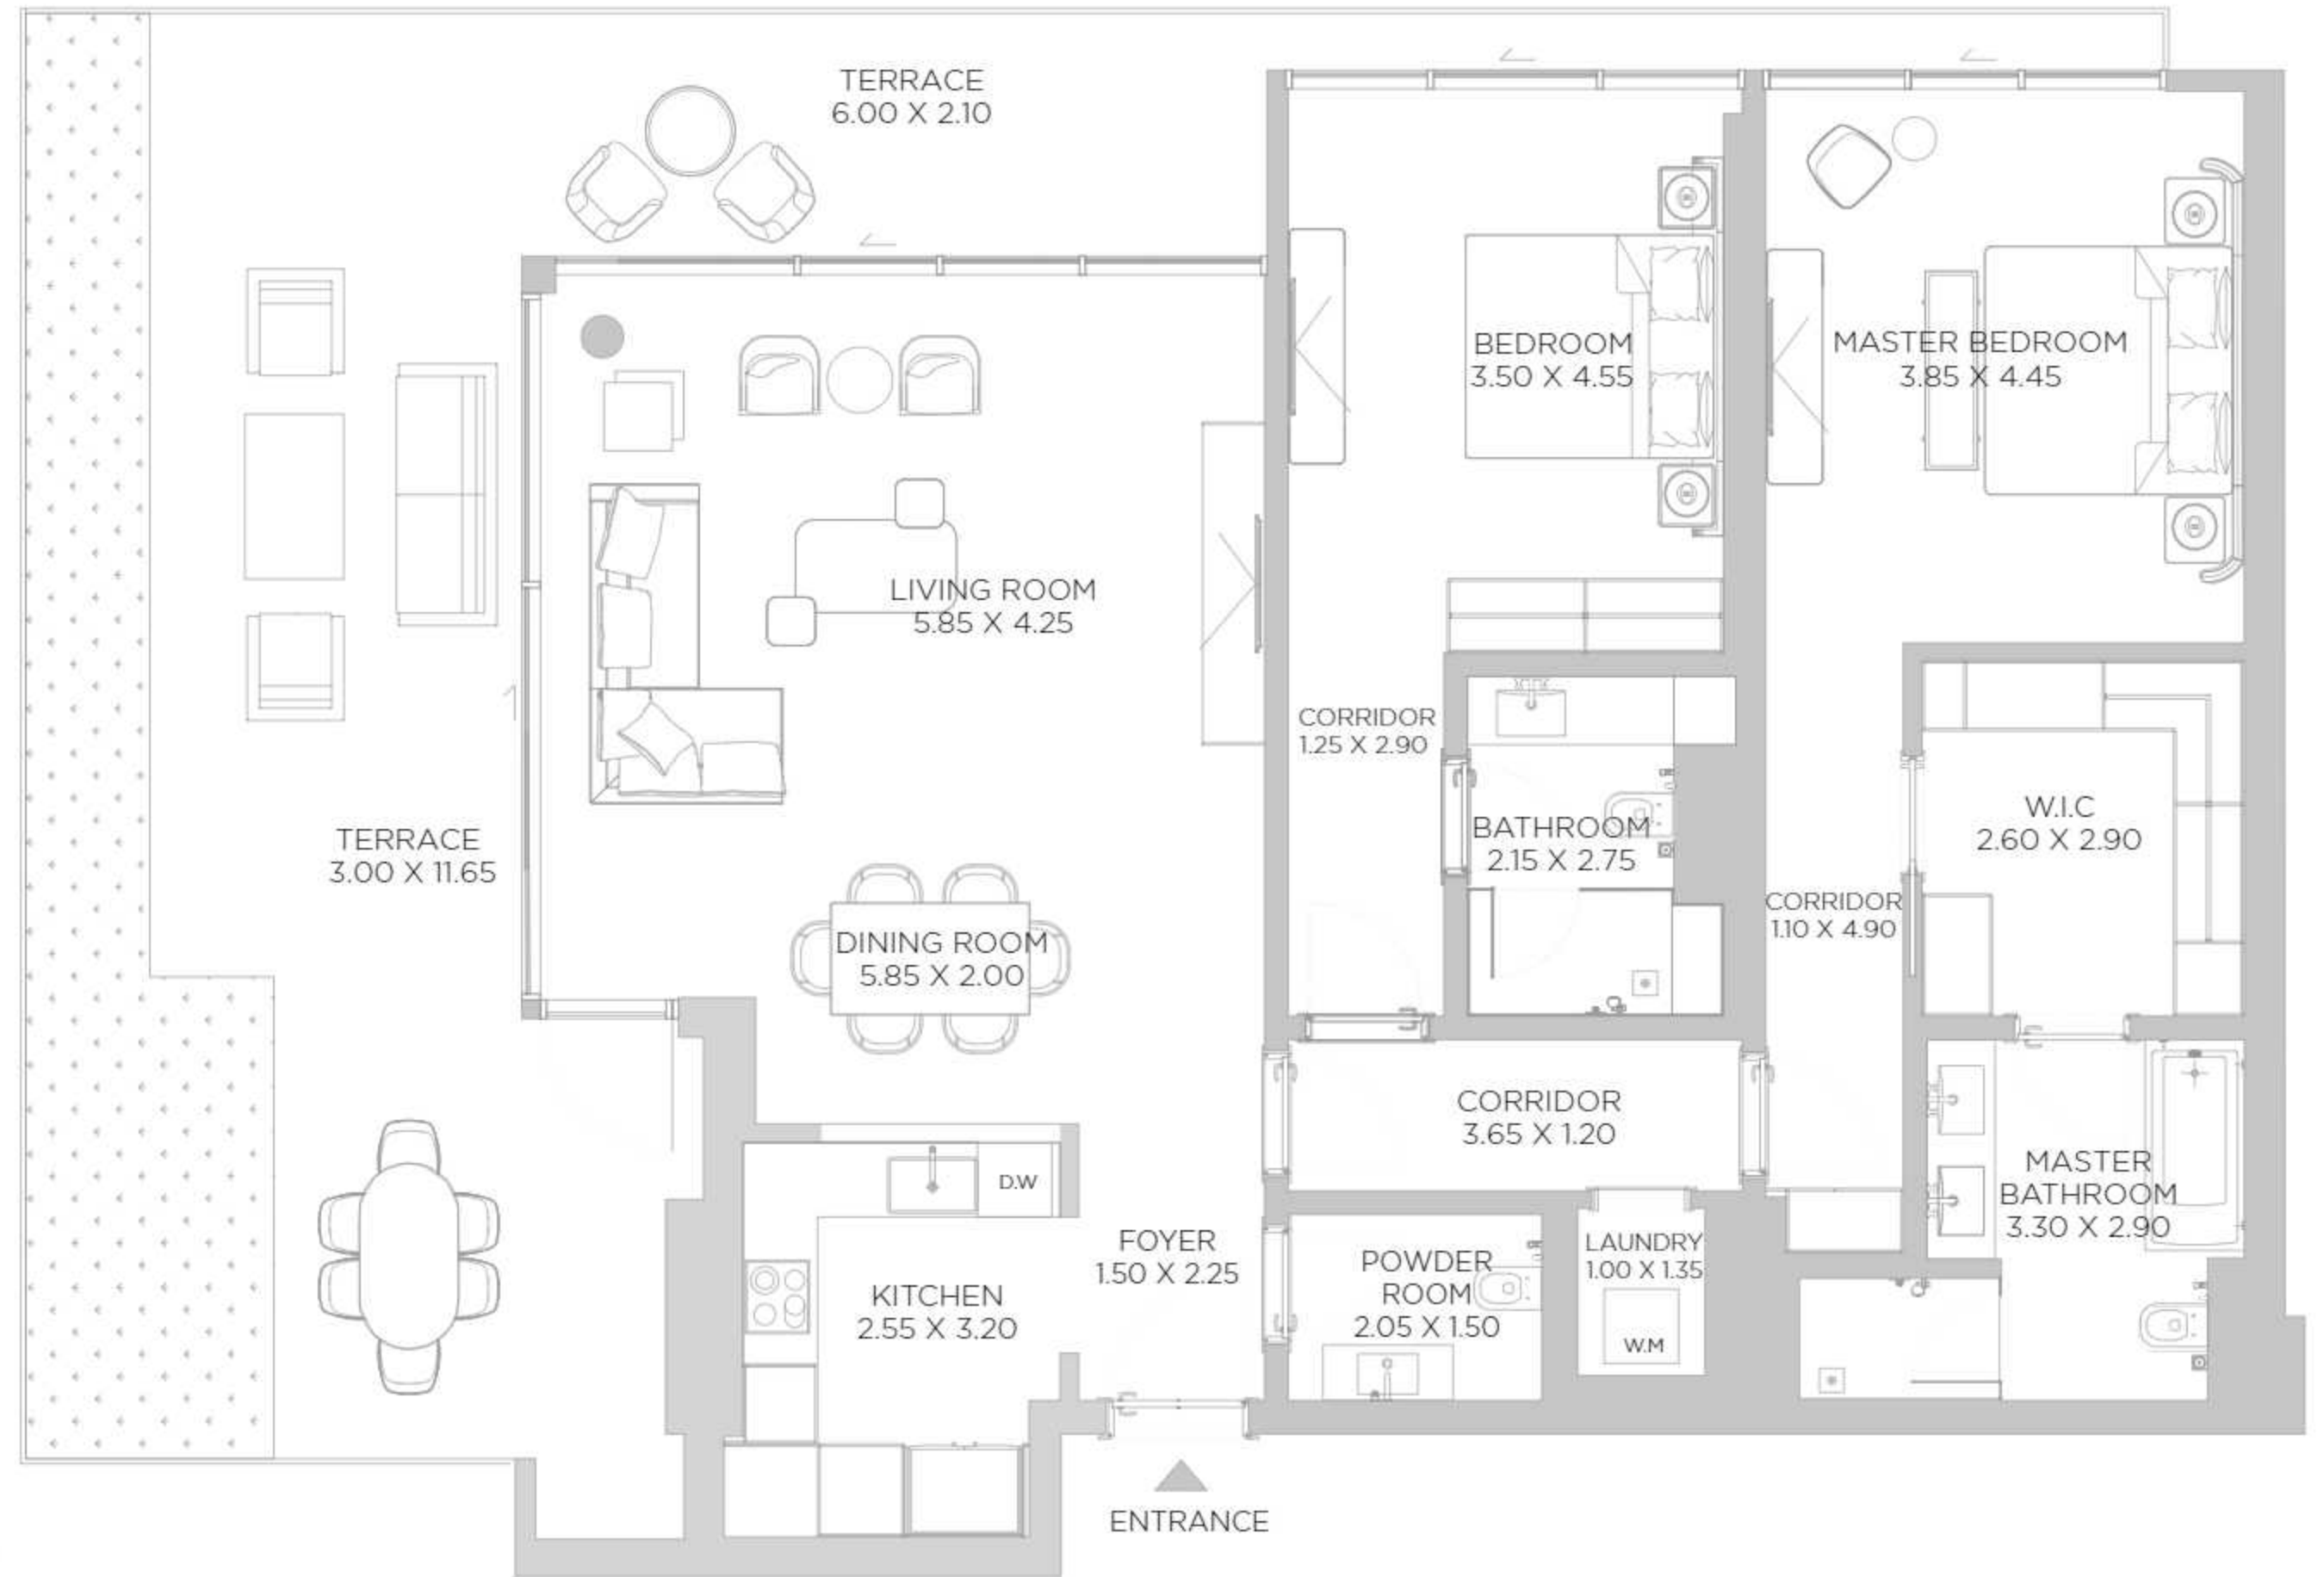 TERRACE
6.00 X 2.10
BEDROOM
3.50 X 4.55
MASTER BEDROOM
3.85 X 4.45
LIVING ROOM
5.85 X 4.25
CORRIDOR
1.25 X 2.90
BATHROOM
2.15 X 2.75
W.I.C
2.60 X 2.90
TERRACE
3.00 X 11.65
DINING ROOM
5.85 X 2.00
CORRIDOR
1.10 X 4.90
CORRIDOR
3.65 X 1.20
D.W
MASTER
BATHROOM
3.30 X 2.90
FOYER
1.50 X 2.25
POWDER
ROOM
2.05 X 1.50
LAUNDRY
1.00 X 1.35
KITCHEN
2.55 X 3.20
W.M
ENTRANCE